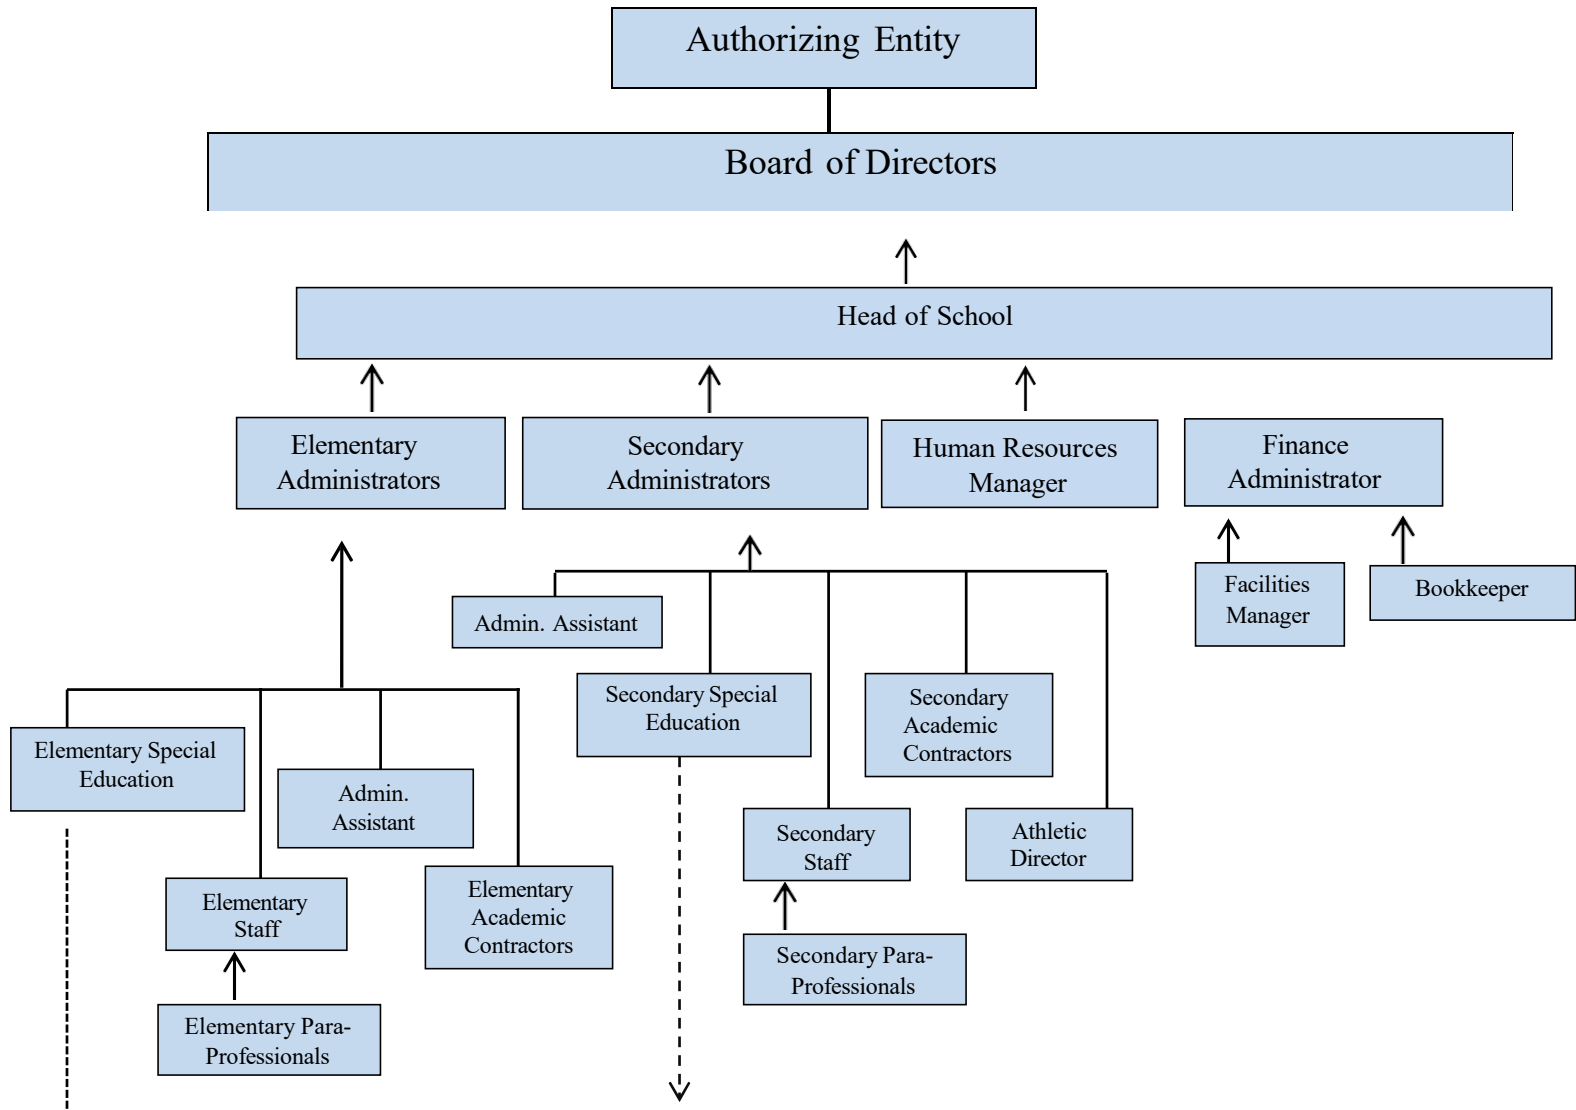 Authorizing Entity
Board of Directors
Head of School
Elementary
Administrators
Secondary
Administrators
Human Resources
Manager
Finance
Administrator
Facilities
Manager
Bookkeeper
Admin. Assistant
Secondary Special
Education
Secondary
Academic
Contractors
Elementary Special
Education
Admin.
Assistant
Secondary
Staff
Athletic
Director
Elementary
Staff
Elementary
Academic
Contractors
Secondary Para-
Professionals
Elementary Para-
Professionals